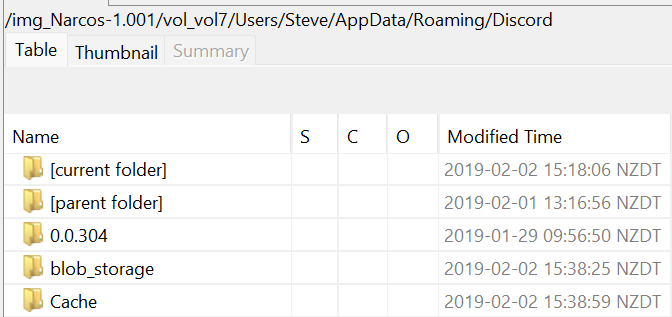 /img_Narcos-1.001/vol_vol7/Users/Steve/AppData/Roaming/Discord
Table Thumbnail Summary
Name S C O Modified Time
[current folder] 2019-02-02 15:18:06 NZDT
[parent folder] 2019-02-01 13:16:56 NZDT
0.0.304 2019-01-29 09:56:50 NZDT
blob_storage 2019-02-02 15:38:25 NZDT
Cache 2019-02-02 15:38:59 NZDT